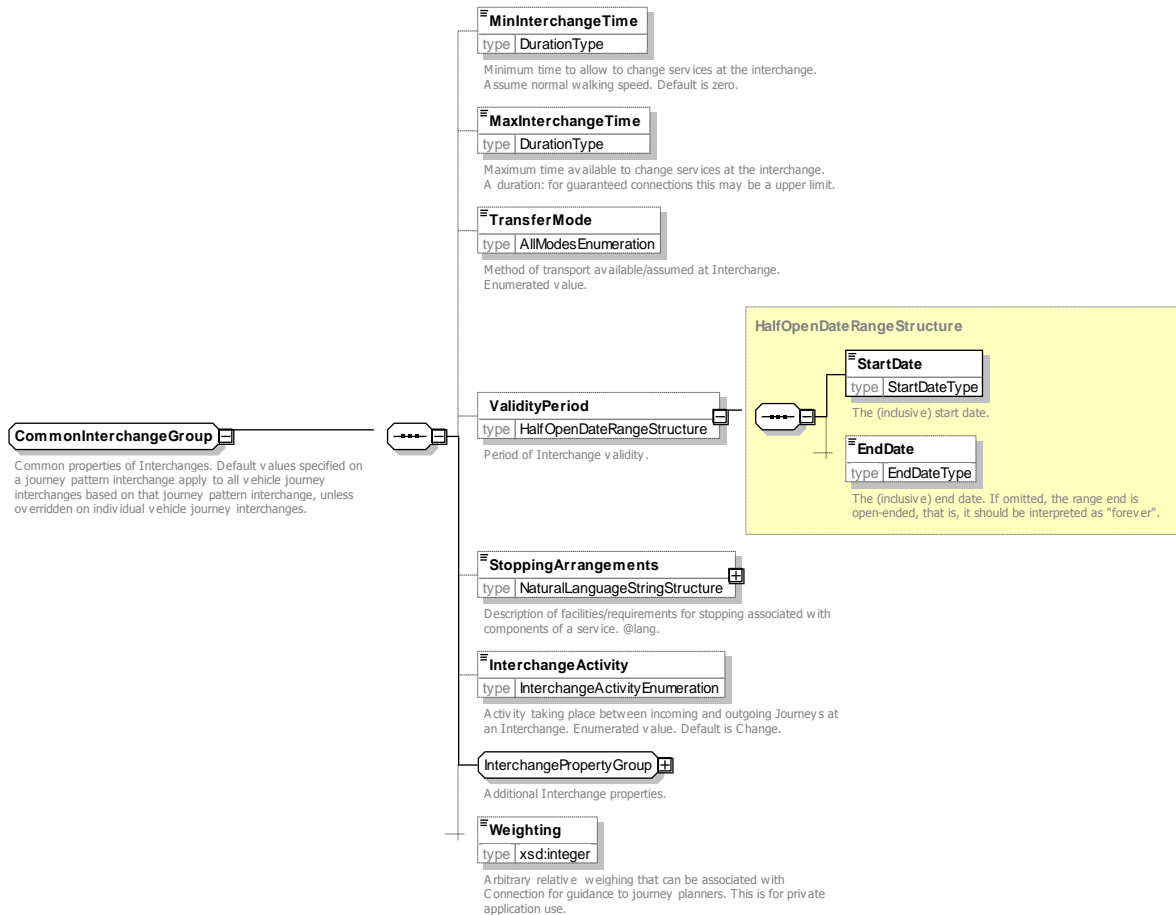 MinInterchangeTime
type DurationType
Minimum time to allow to change services at the interchange.
Assume normal walking speed. Default is zero.
MaxInterchangeTime
type DurationType
Maximum time available to change services at the interchange.
A duration: for guaranteed connections this may be a upper limit.
TransferMode
type AllModesEnumeration
Method of transport available/assumed at Interchange.
Enumerated value.
HalfOpenDateRangeStructure
StartDate
type StartDateType
The (inclusive) start date.
ValidityPeriod
type HalfOpenDateRangeStructure
Period of Interchange validity.
EndDate
type EndDateType
The (inclusive) end date. If omitted, the range end is
open-ended, that is, it should be interpreted as "forever".
CommonInterchangeGroup
Common properties of Interchanges. Default values specified on
a journey pattern interchange apply to all vehicle journey
interchanges based on that journey pattern interchange, unless
overridden on individual vehicle journey interchanges.
StoppingArrangements
type NaturalLanguageStringStructure
Description of facilities/requirements for stopping associated with
components of a service. @lang.
InterchangeActivity
type InterchangeActivityEnumeration
Activity taking place between incoming and outgoing Journeys at
an Interchange. Enumerated value. Default is Change.
InterchangePropertyGroup
Additional Interchange properties.
Weighting
type xsd:integer
Arbitrary relative weighing that can be associated with
Connection for guidance to journey planners. This is for private
application use.